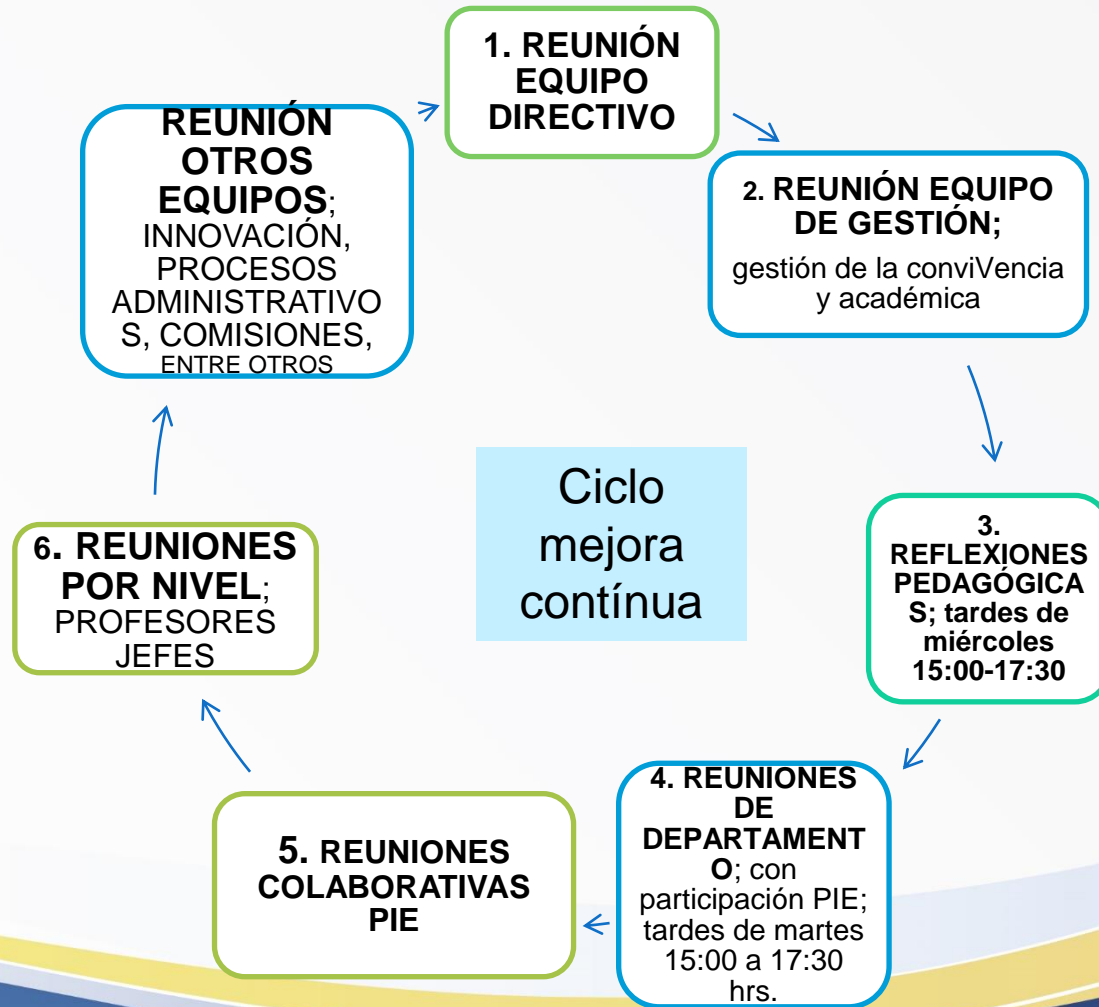 1. REUNIÓN
EQUIPO
DIRECTIVO
2. REUNIÓN EQUIPO
DE GESTIÓN;
gestión de la conviVencia
y académica
3.
REFLEXIONES
PEDAGÓGICA
S; tardes de
miércoles
15:00-17:30
4. REUNIONES
DE
DEPARTAMENT
O; con
participación PIE;
tardes de martes
15:00 a 17:30
hrs.
5. REUNIONES
COLABORATIVAS
PIE
6. REUNIONES
POR NIVEL;
PROFESORES
JEFES
REUNIÓN
OTROS
EQUIPOS;
INNOVACIÓN,
PROCESOS
ADMINISTRATIVO
S, COMISIONES,
ENTRE OTROS
Ciclo
mejora
contínua